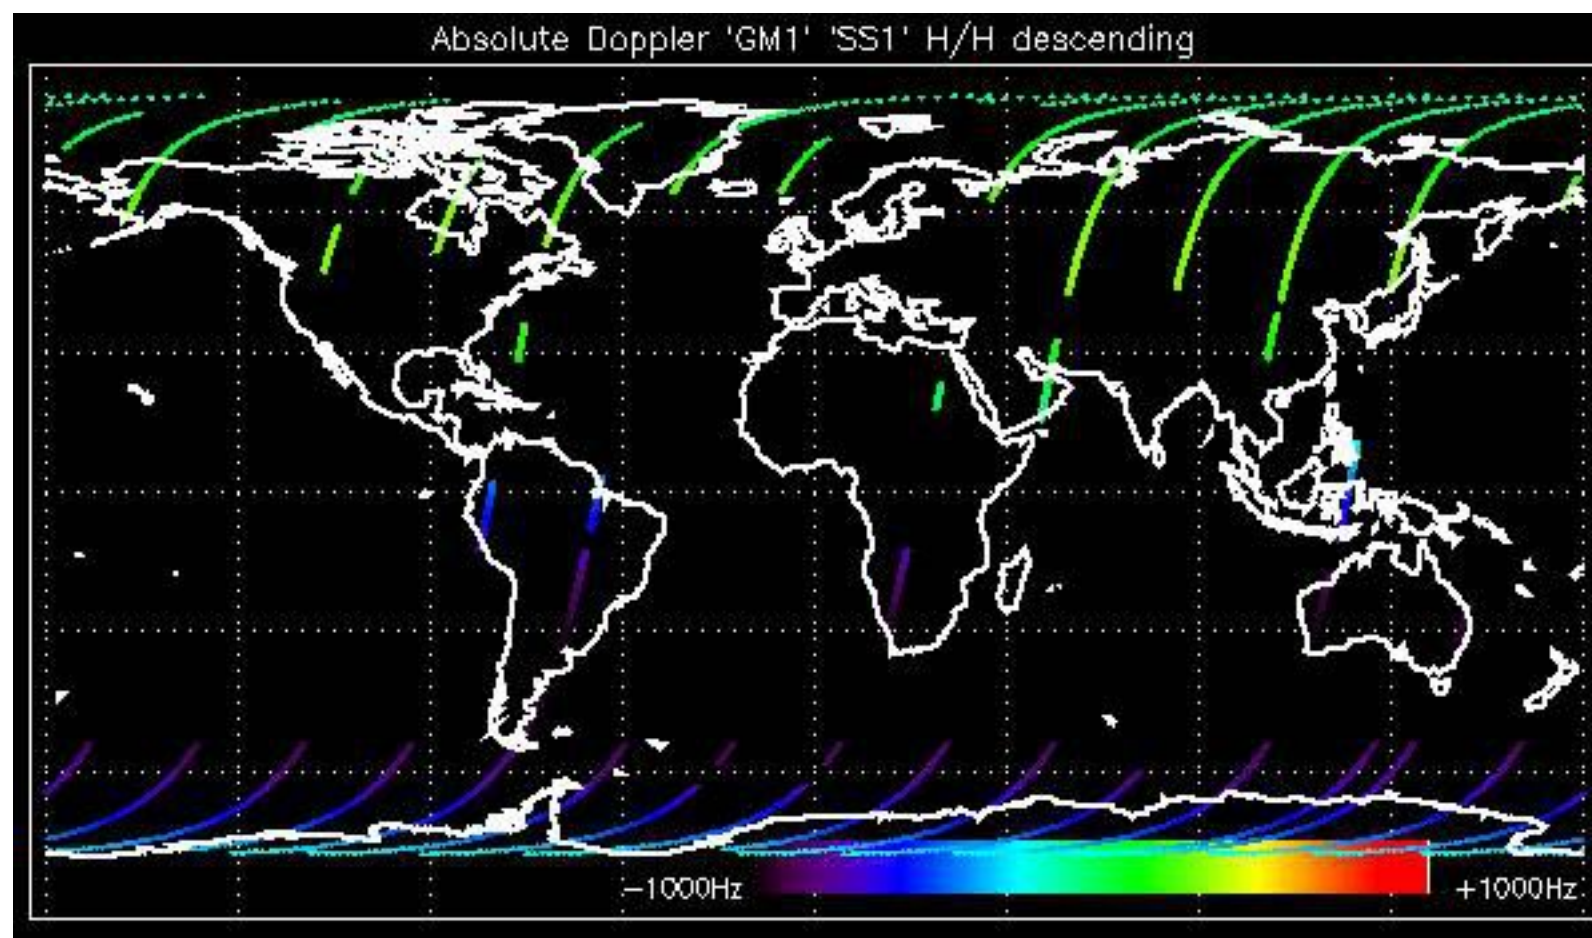 Absolute Doppler 'GM1' 'SS1' H/H descending
−1000Hz
+1000Hz